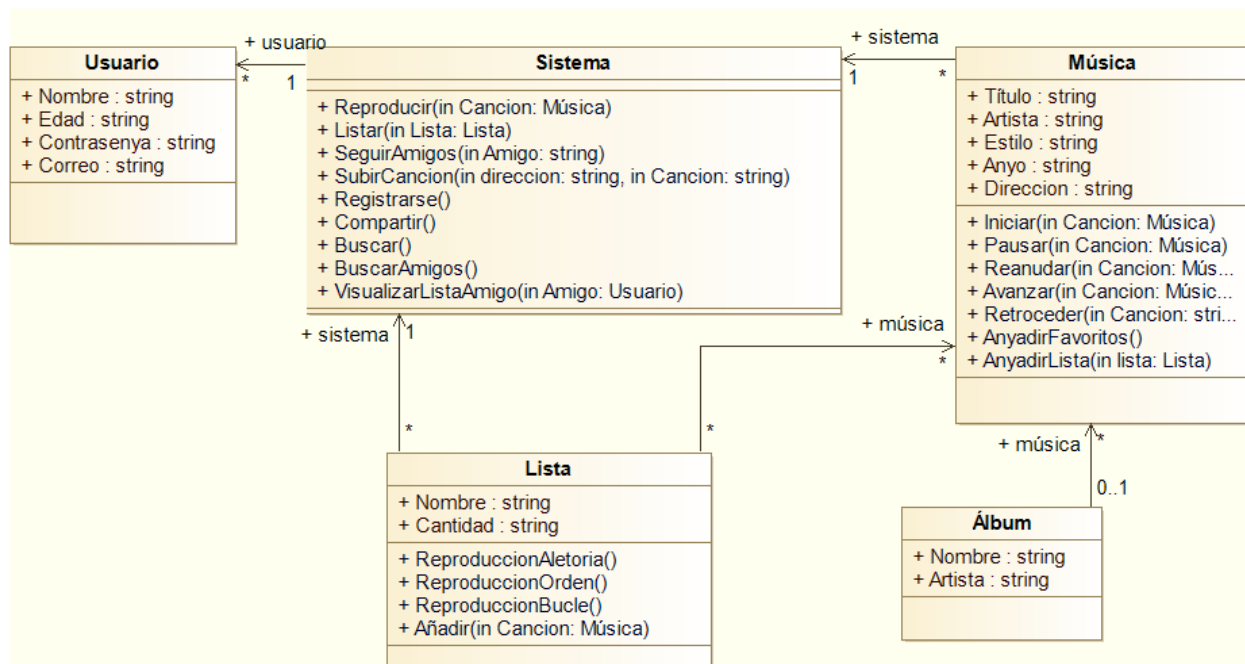 + usuario
* 1
Usuario
+ Nombre : string
+ Edad : string
+ Contrasenya : string
+ Correo : string
Sistema
+ Reproducir(in Cancion: Música)
+ Listar(in Lista: Lista)
+ SeguirAmigos(in Amigo: string)
+ SubirCancion(in direccion: string, in Cancion: string)
+ Registrarse()
+ Compartir()
+ Buscar()
+ BuscarAmigos()
+ VisualizarListaAmigo(in Amigo: Usuario)
+ sistema
1 *
Música
+ Título : string
+ Artista : string
+ Estilo : string
+ Anyo : string
+ Direccion : string
+ Iniciar(in Cancion: Música)
+ Pausar(in Cancion: Música)
+ Reanudar(in Cancion: Mús...
+ Avanzar(in Cancion: Músic...
+ Retroceder(in Cancion: stri...
+ AnyadirFavoritos()
+ AnyadirLista(in lista: Lista)
+ sistema 1
*
+ música
*
*
Lista
+ Nombre : string
+ Cantidad : string
+ ReproduccionAletoria()
+ ReproduccionOrden()
+ ReproduccionBucle()
+ Añadir(in Cancion: Música)
+ música *
0..1
Álbum
+ Nombre : string
+ Artista : string